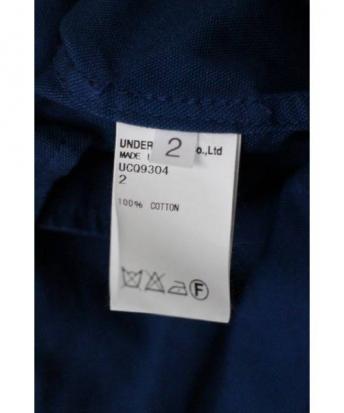 UNDER 2 o.,Ltd
MADE
UCQ9304
2
100% COTTON
F